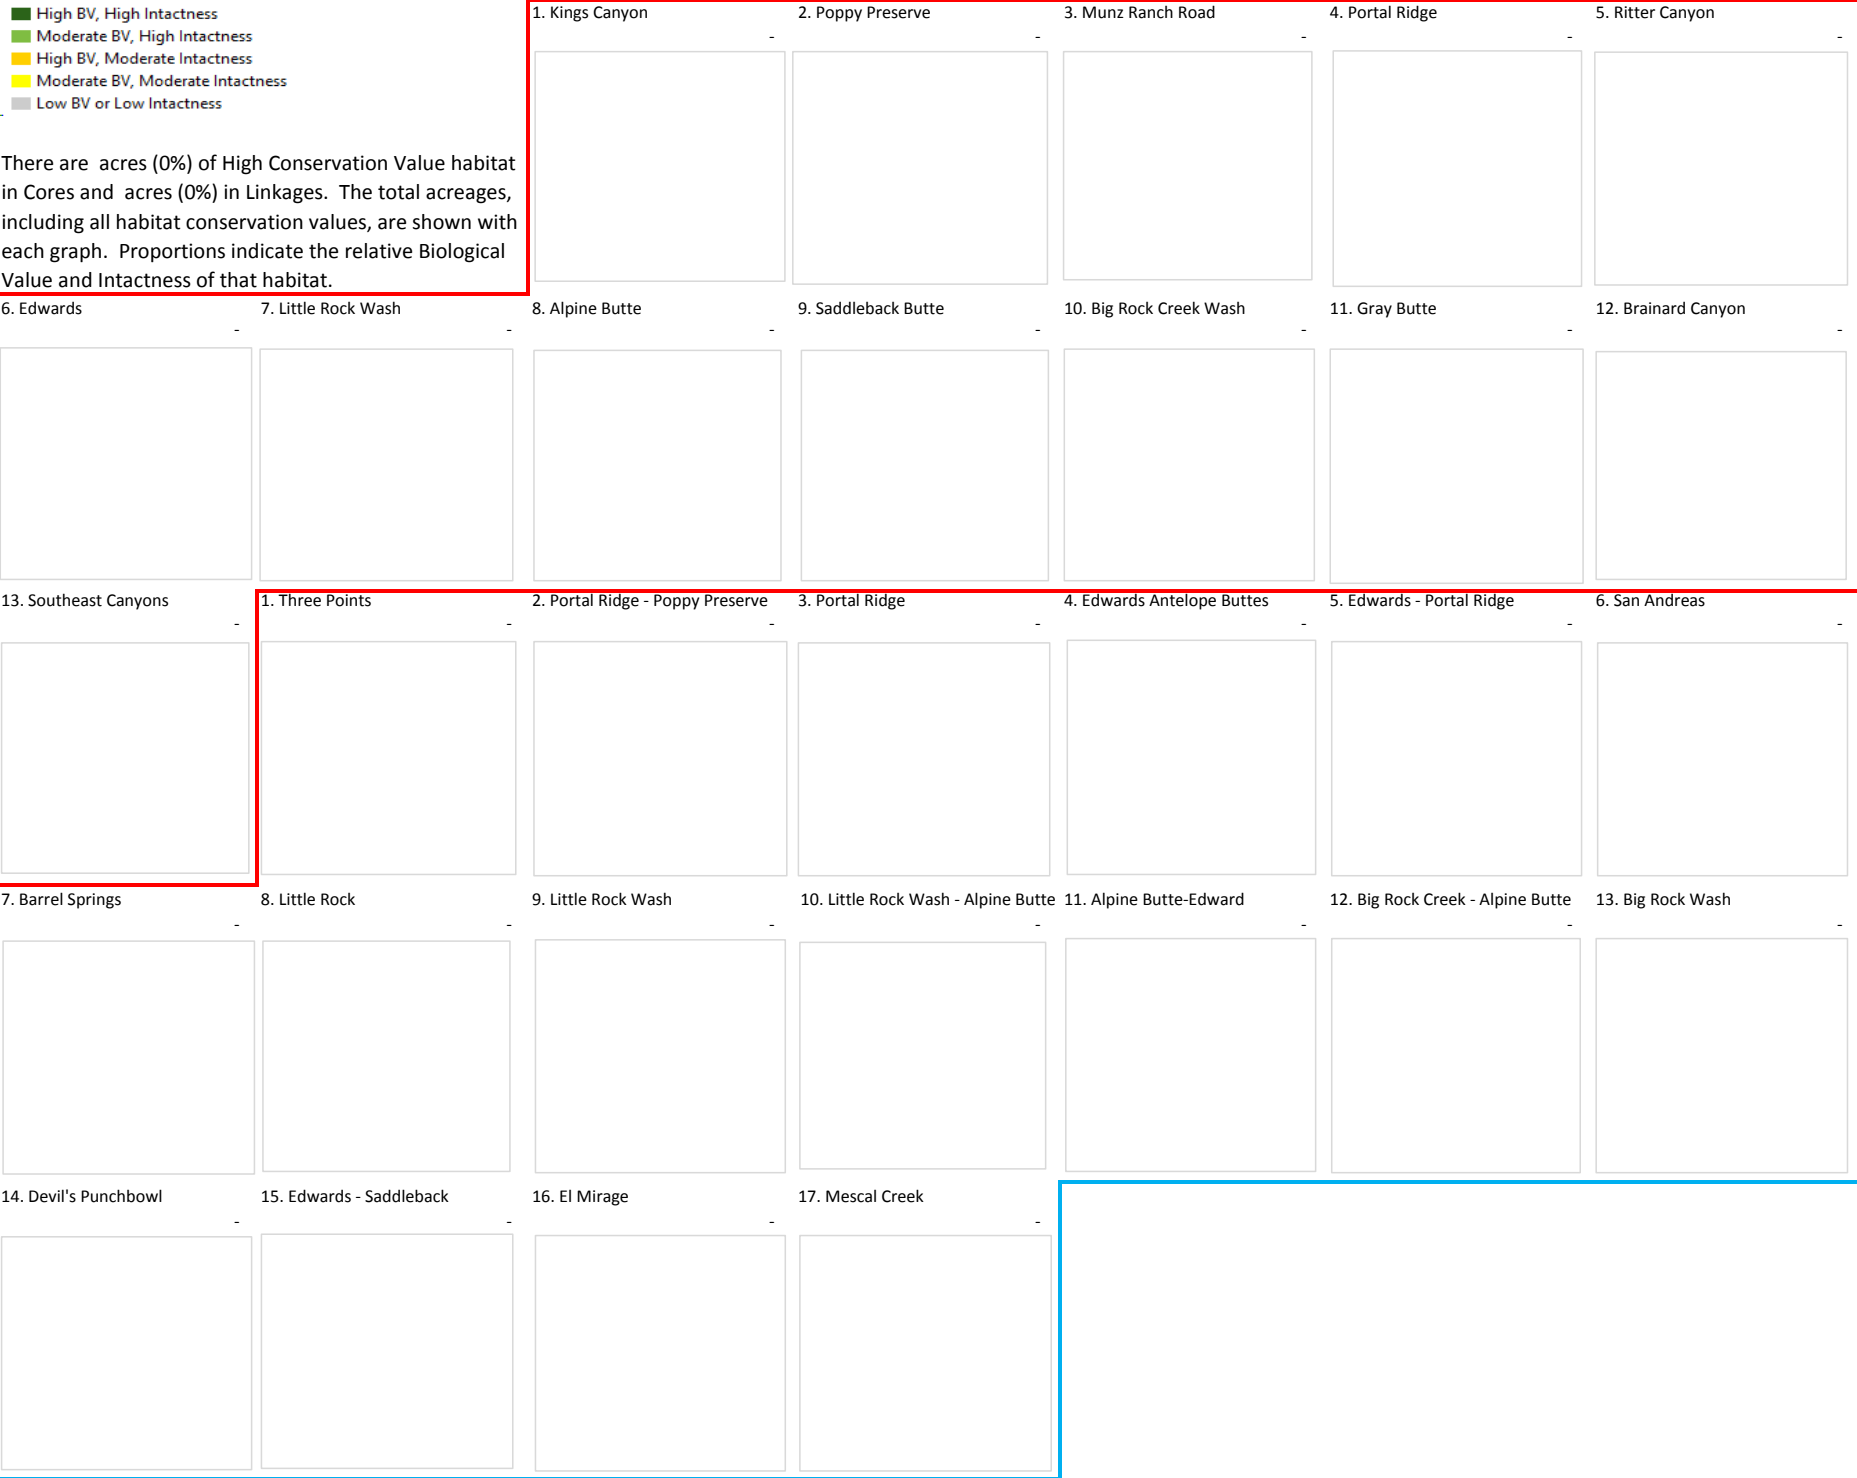 High BV, High Intactness
Moderate BV, High Intactness
High BV, Moderate Intactness
Moderate BV, Moderate Intactness
Low BV or Low Intactness
-
There are  acres (0%) of High Conservation Value habitat
in Cores and  acres (0%) in Linkages.  The total acreages,
including all habitat conservation values, are shown with
each graph.  Proportions indicate the relative Biological
Value and Intactness of that habitat.
1. Kings Canyon
-
2. Poppy Preserve
-
3. Munz Ranch Road
-
4. Portal Ridge
-
5. Ritter Canyon
-
6. Edwards
-
7. Little Rock Wash
-
8. Alpine Butte
-
9. Saddleback Butte
-
10. Big Rock Creek Wash
-
11. Gray Butte
-
12. Brainard Canyon
-
13. Southeast Canyons
-
1. Three Points
-
2. Portal Ridge - Poppy Preserve
-
3. Portal Ridge
-
4. Edwards Antelope Buttes
-
5. Edwards - Portal Ridge
-
6. San Andreas
-
7. Barrel Springs
-
8. Little Rock
-
9. Little Rock Wash
-
10. Little Rock Wash - Alpine Butte
-
11. Alpine Butte-Edward
-
12. Big Rock Creek - Alpine Butte
-
13. Big Rock Wash
-
14. Devil's Punchbowl
-
15. Edwards - Saddleback
-
16. El Mirage
-
17. Mescal Creek
-